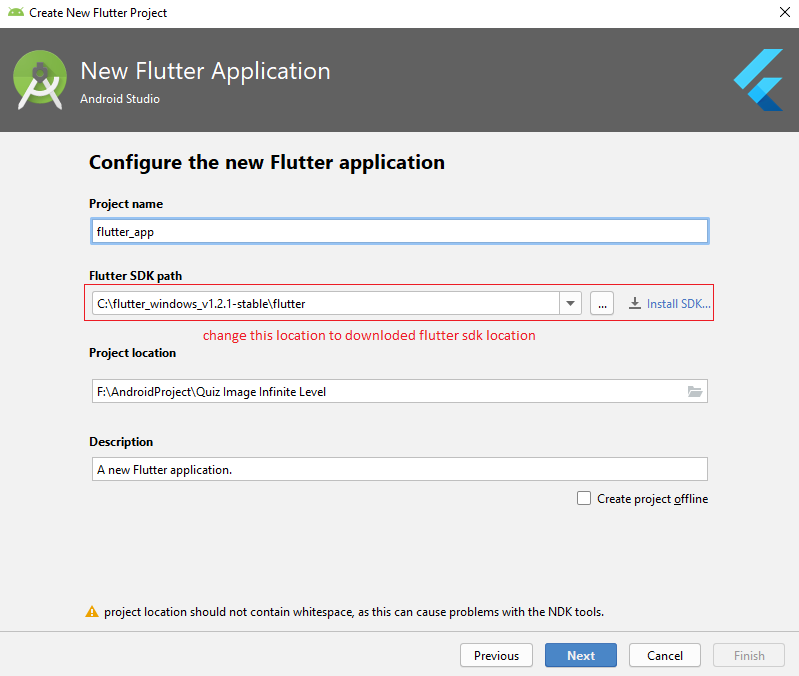 Create New Flutter Project
New Flutter Application
Android Studio
Configure the new Flutter application
Project name
flutter_app
Flutter SDK path
C:\flutter_windows_v1.2.1-stable\flutter
...
Install SDK...
change this location to downloded flutter sdk location
Project location
F:\AndroidProject\Quiz Image Infinite Level
Description
A new Flutter application.
Create project offline
project location should not contain whitespace, as this can cause problems with the NDK tools.
Previous
Next
Cancel
Finish